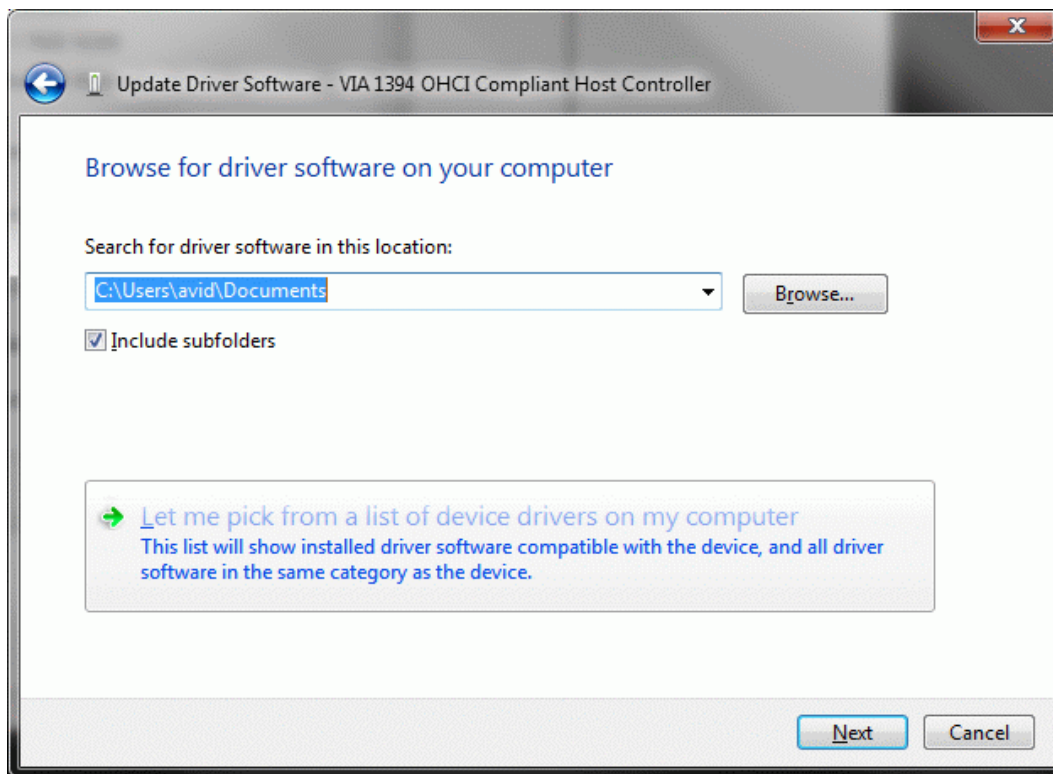 Update Driver Software - VIA 1394 OHCI Compliant Host Controller
Browse for driver software on your computer
Search for driver software in this location:
C:\Users\avid\Documents
Browse...
Include subfolders
Let me pick from a list of device drivers on my computer
This list will show installed driver software compatible with the device, and all driver
software in the same category as the device.
Next
Cancel